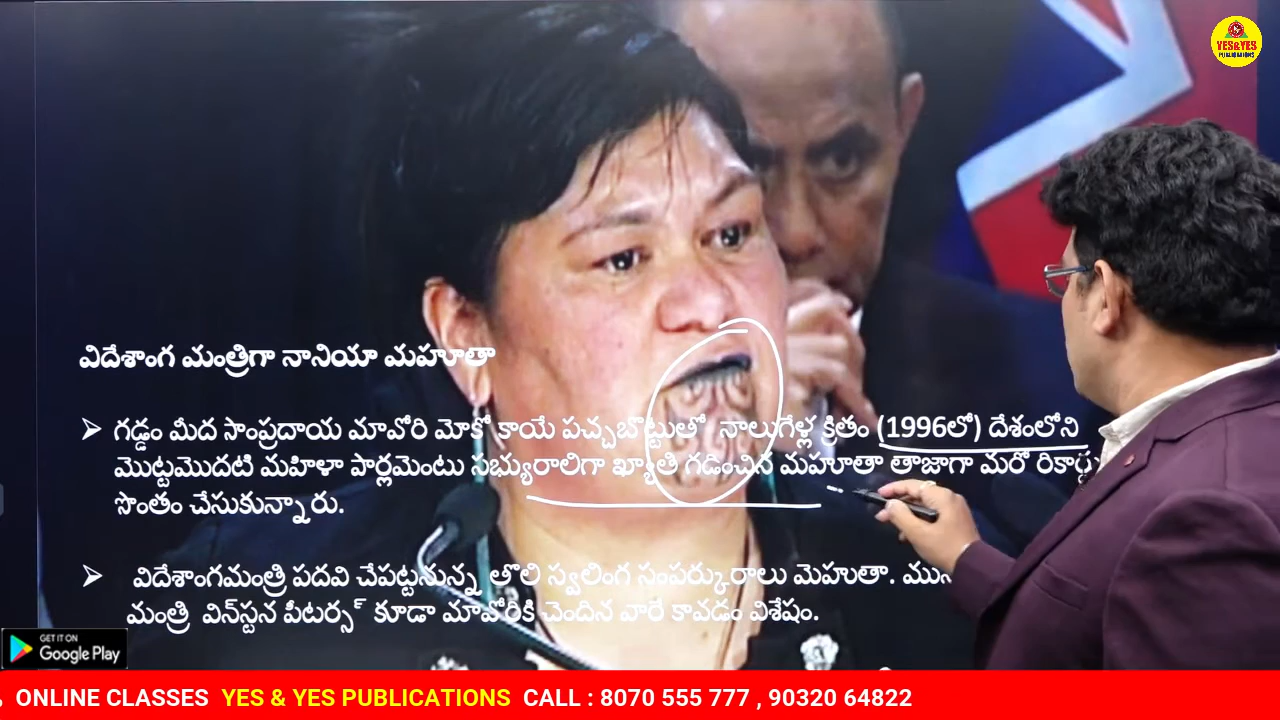 YES&YES
PUBLICATIONS
విదేశాంగ మంత్రిగా నానియా మహూతా
➢ గడ్డం మీద సాంప్రదాయ మావోరి మోకో కాయే పచ్చబొట్టుతో నాలుగేళ్ల క్రితం (1996లో) దేశంలోని
మొట్టమొదటి మహిళా పార్లమెంటు సభ్యురాలిగా ఖ్యాతి గడించిన మహూతా తాజాగా మరో రికార్డు
సొంతం చేసుకున్నారు.
➢ విదేశాంగమంత్రి పదవి చేపట్టనున్న తొలి స్వలింగ సంపర్కురాలు మెహుతా.
మంత్రి విన్‌స్టన పీటర్స్ కూడా మావోరికి చెందిన వారే కావడం విశేషం.
GET IT ON
Google Play
ONLINE CLASSES YES & YES PUBLICATIONS CALL : 8070 555 777 , 90320 64822